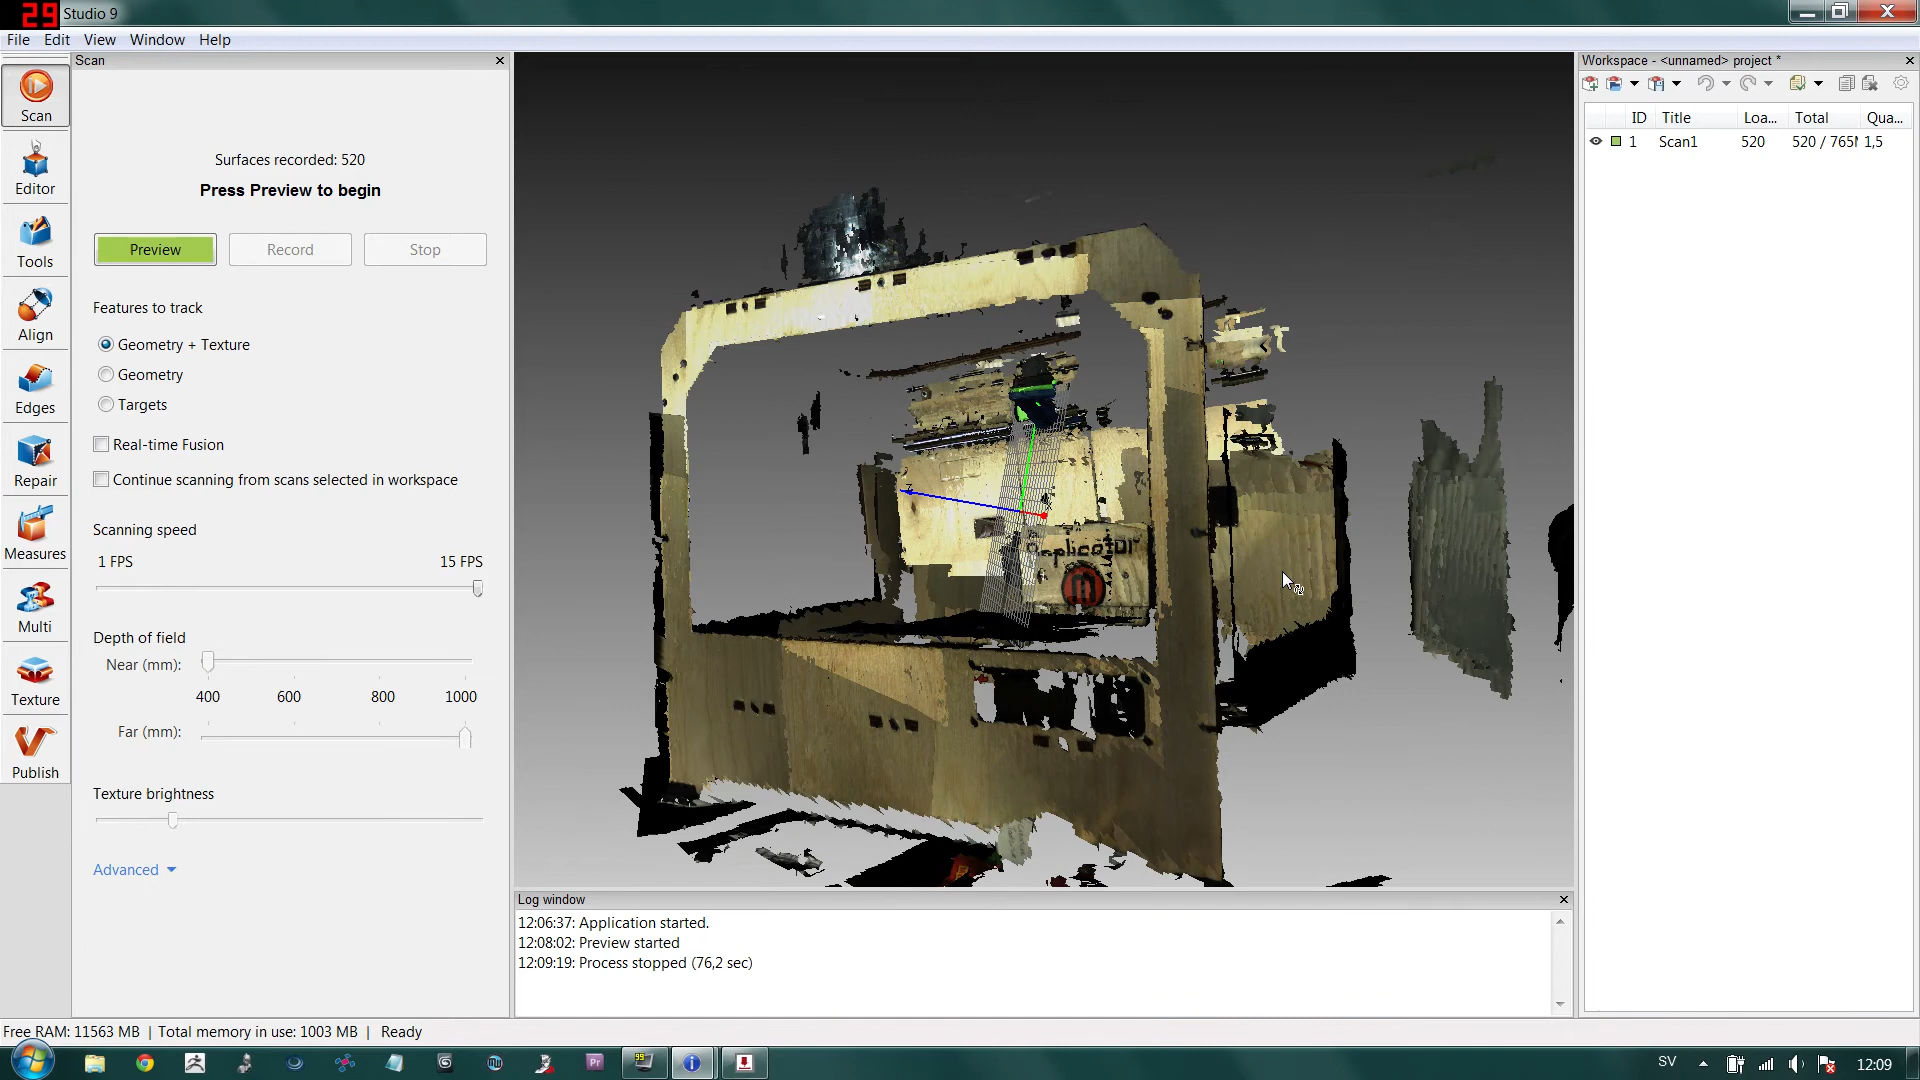 29 Studio 9
File Edit View Window Help
Scan
Scan
Editor
Tools
Align
Edges
Repair
Measures
Multi
Texture
Publish
Surfaces recorded: 520
Press Preview to begin
Preview Record Stop
Features to track
Geometry + Texture
Geometry
Targets
Real-time Fusion
Continue scanning from scans selected in workspace
Scanning speed
1 FPS 15 FPS
Depth of field
Near (mm):
400 600 800 1000
Far (mm):
Texture brightness
Advanced
Log window
12:06:37: Application started.
12:08:02: Preview started
12:09:19: Process stopped (76,2 sec)
Workspace - <unnamed> project *
ID Title Loa... Total Qua...
1 Scan1 520 520 / 765M 1,5
Free RAM: 11563 MB | Total memory in use: 1003 MB | Ready
Pr 99 SV 12:09